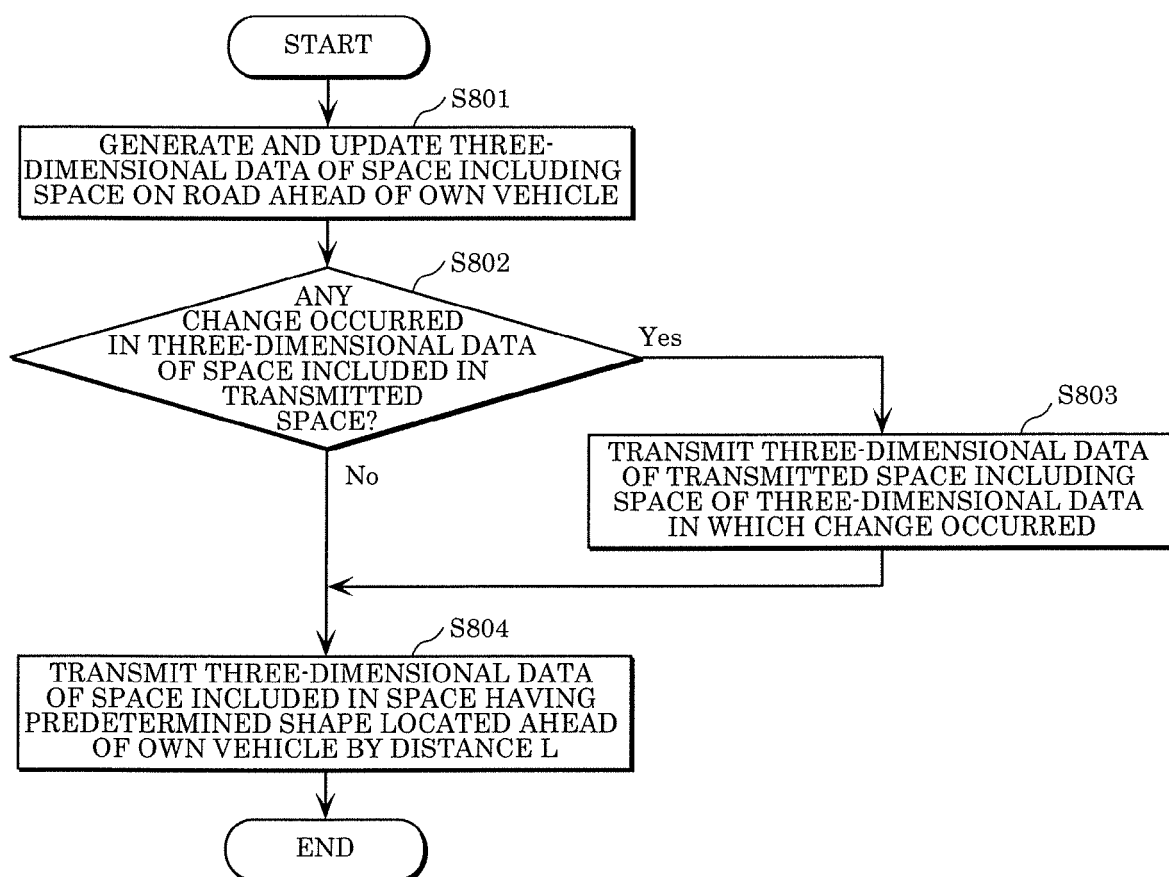 START
S801
GENERATE AND UPDATE THREE-
DIMENSIONAL DATA OF SPACE INCLUDING
SPACE ON ROAD AHEAD OF OWN VEHICLE
S802
ANY
CHANGE OCCURRED
IN THREE-DIMENSIONAL DATA
OF SPACE INCLUDED IN
TRANSMITTED
SPACE?
Yes
No
S803
TRANSMIT THREE-DIMENSIONAL DATA
OF TRANSMITTED SPACE INCLUDING
SPACE OF THREE-DIMENSIONAL DATA
IN WHICH CHANGE OCCURRED
S804
TRANSMIT THREE-DIMENSIONAL DATA
OF SPACE INCLUDED IN SPACE HAVING
PREDETERMINED SHAPE LOCATED AHEAD
OF OWN VEHICLE BY DISTANCE L
END